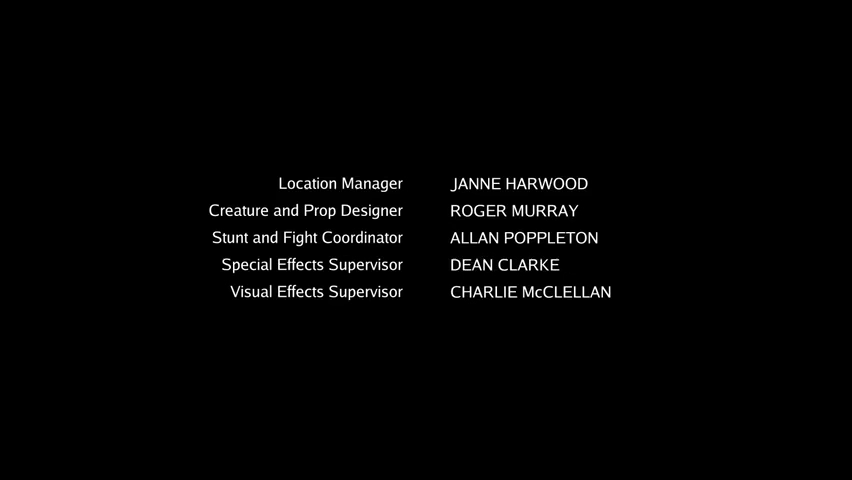 Location Manager JANNE HARWOOD
Creature and Prop Designer ROGER MURRAY
Stunt and Fight Coordinator ALLAN POPPLETON
Special Effects Supervisor DEAN CLARKE
Visual Effects Supervisor CHARLIE McCLELLAN